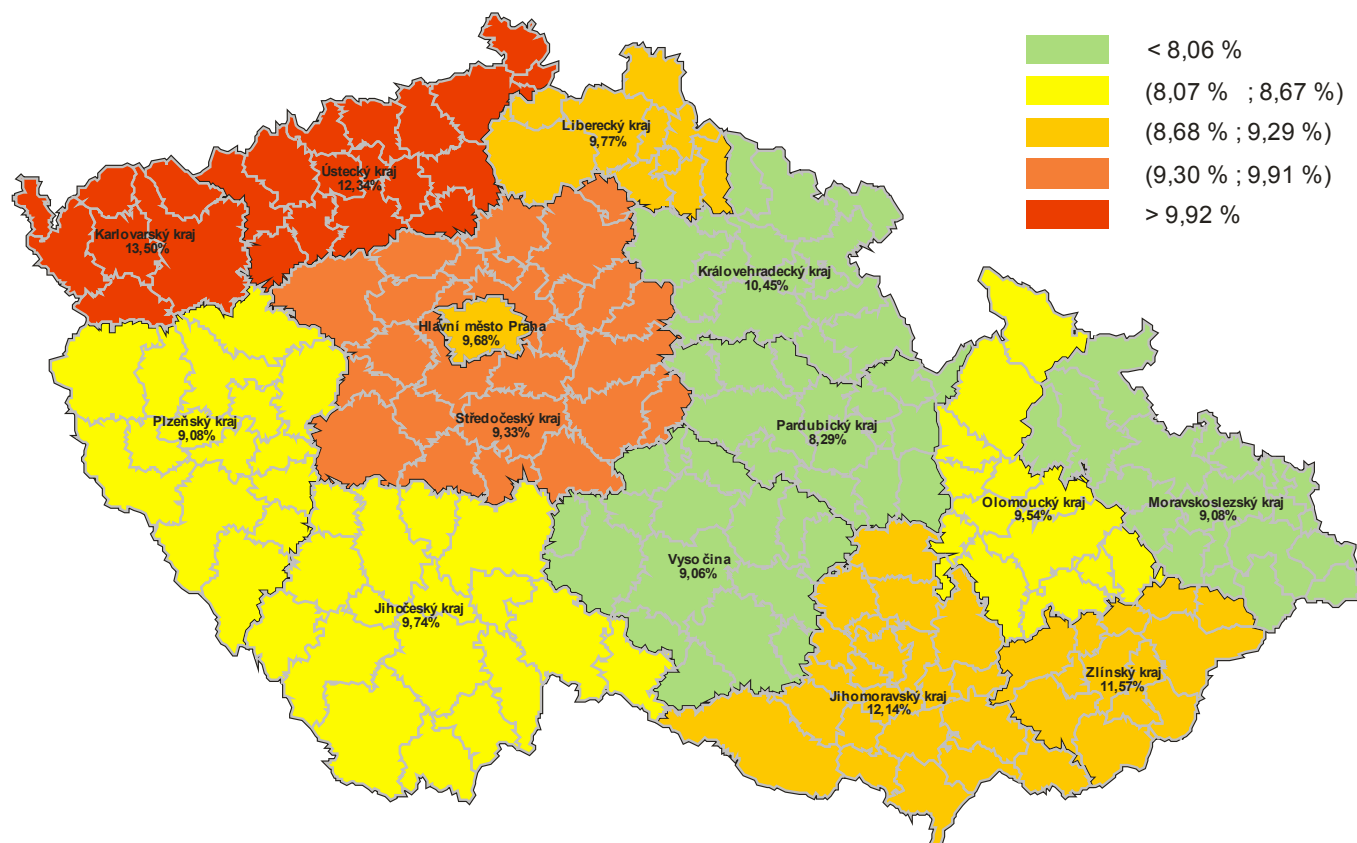 < 8,06 %
(8,07 % ; 8,67 %)
(8,68 % ; 9,29 %)
(9,30 % ; 9,91 %)
> 9,92 %
Liberecký kraj
9,77%
Ústecký kraj
12,34%
Karlovarský kraj
13,50%
Královehradecký kraj
10,45%
Hlavní město Praha
9,68%
Plzeňský kraj
9,08%
Středočeský kraj
9,33%
Pardubický kraj
8,29%
Olomoucký kraj
9,54%
Moravskoslezský kraj
9,08%
Vyso čina
9,06%
Jihočeský kraj
9,74%
Zlínský kraj
11,57%
Jihomoravský kraj
12,14%